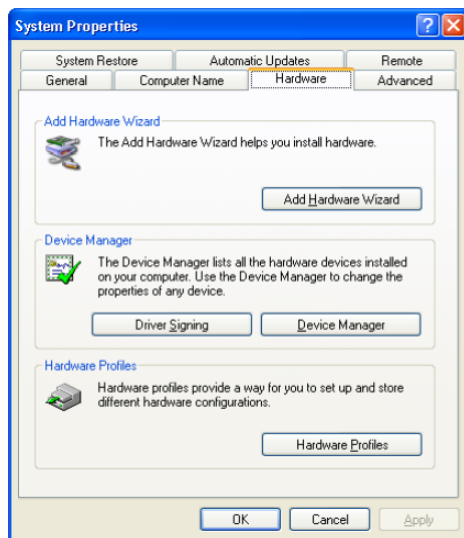 System Properties
System Restore Automatic Updates Remote
General Computer Name Hardware Advanced
Add Hardware Wizard
The Add Hardware Wizard helps you install hardware.
Add Hardware Wizard
Device Manager
The Device Manager lists all the hardware devices installed
on your computer. Use the Device Manager to change the
properties of any device.
Driver Signing Device Manager
Hardware Profiles
Hardware profiles provide a way for you to set up and store
different hardware configurations.
Hardware Profiles
OK Cancel Apply